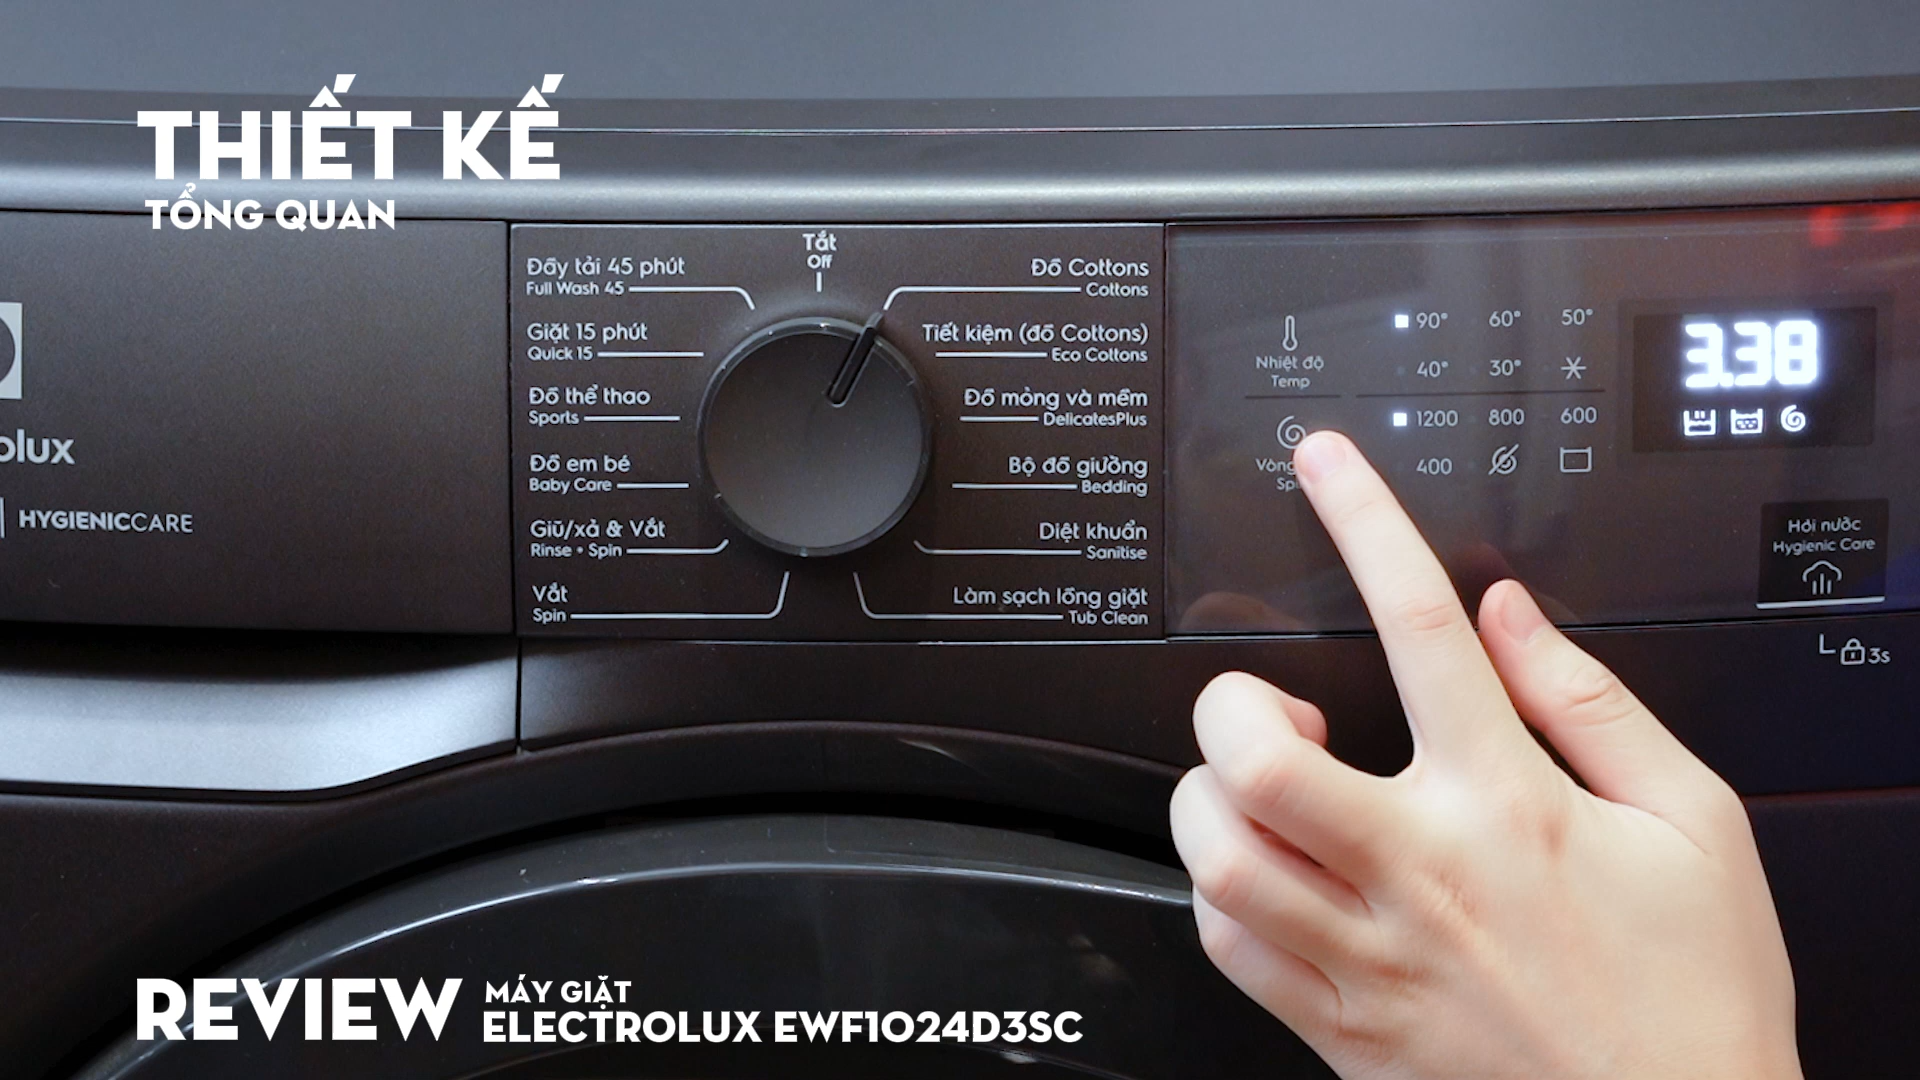 THIẾT KẾ
TỔNG QUAN
olux
HYGIENICCARE
Tắt
Off
Đầy tải 45 phút
Full Wash 45
Giặt 15 phút
Quick 15
Đồ thể thao
Sports
Đồ em bé
Baby Care
Giũ/xả & Vắt
Rinse • Spin
Vắt
Spin
Đồ Cottons
Cottons
Tiết kiệm (đồ Cottons)
Eco Cottons
Đồ mỏng và mềm
DelicatesPlus
Bộ đồ giường
Bedding
Diệt khuẩn
Sanitise
Làm sạch lồng giặt
Tub Clean
Nhiệt độ
Temp
90° 60° 50°
40° 30°
Vòng
1200 800 600
400
3.38
Hơi nước
Hygienic Care
3s
REVIEW
MÁY GIẶT
ELECTROLUX EWF1024D3SC